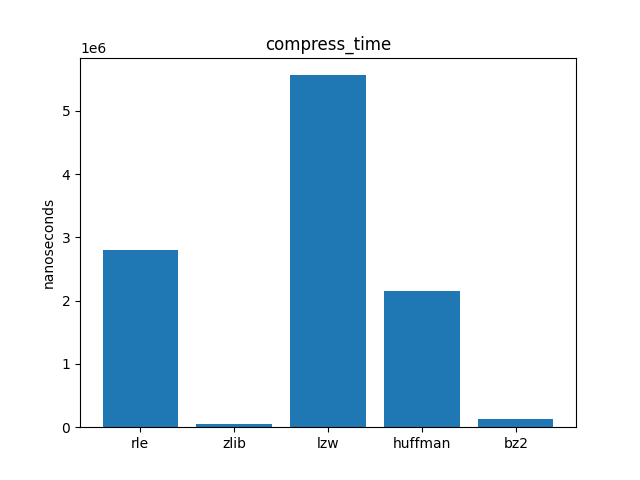 compress_time
1e6
5
4
3
2
1
0
nanoseconds
rle zlib lzw huffman bz2